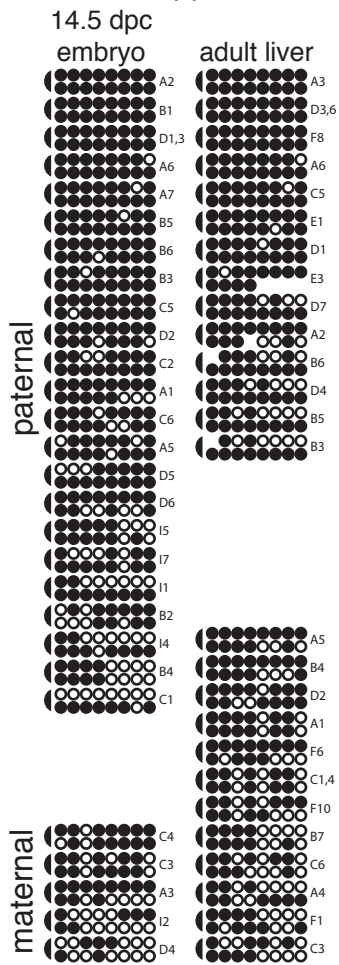 14.5 dpc
embryo
adult liver
paternal
A2
B1
D1,3
A6
A7
B5
B6
B3
C5
D2
C2
A1
C6
A5
D5
D6
I5
I7
I1
B2
I4
B4
C1
A3
D3,6
F8
A6
C5
E1
D1
E3
D7
A2
B6
D4
B5
B3
maternal
C4
C3
A3
I2
D4
A5
B4
D2
A1
F6
C1,4
F10
B7
C6
A4
F1
C3